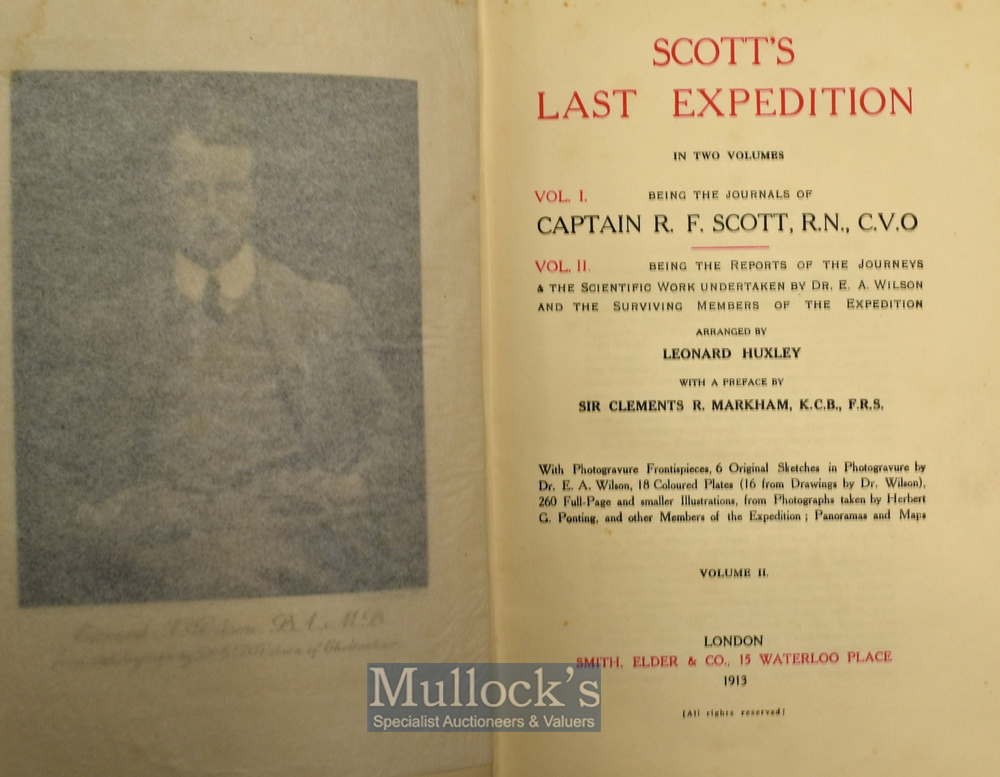 SCOTT'S
LAST EXPEDITION
IN TWO VOLUMES
VOL. I. BEING THE JOURNALS OF
CAPTAIN R. F. SCOTT, R.N., C.V.O
VOL. II. BEING THE REPORTS OF THE JOURNEYS
& THE SCIENTIFIC WORK UNDERTAKEN BY DR. E. A. WILSON
AND THE SURVIVING MEMBERS OF THE EXPEDITION
ARRANGED BY
LEONARD HUXLEY
WITH A PREFACE BY
SIR CLEMENTS R. MARKHAM, K.C.B., F.R.S.
With Photogravure Frontispieces, 6 Original Sketches in Photogravure by
Dr. E. A. Wilson, 18 Coloured Plates (16 from Drawings by Dr. Wilson),
260 Full-Page and smaller Illustrations, from Photographs taken by Herbert
G. Ponting, and other Members of the Expedition; Panoramas and Maps
VOLUME II.
LONDON
SMITH, ELDER & CO., 15 WATERLOO PLACE
1913
[All rights reserved]
Edward A. Wilson B.A. M.B.
of Cheltenham
Mullock's
Specialist Auctioneers & Valuers